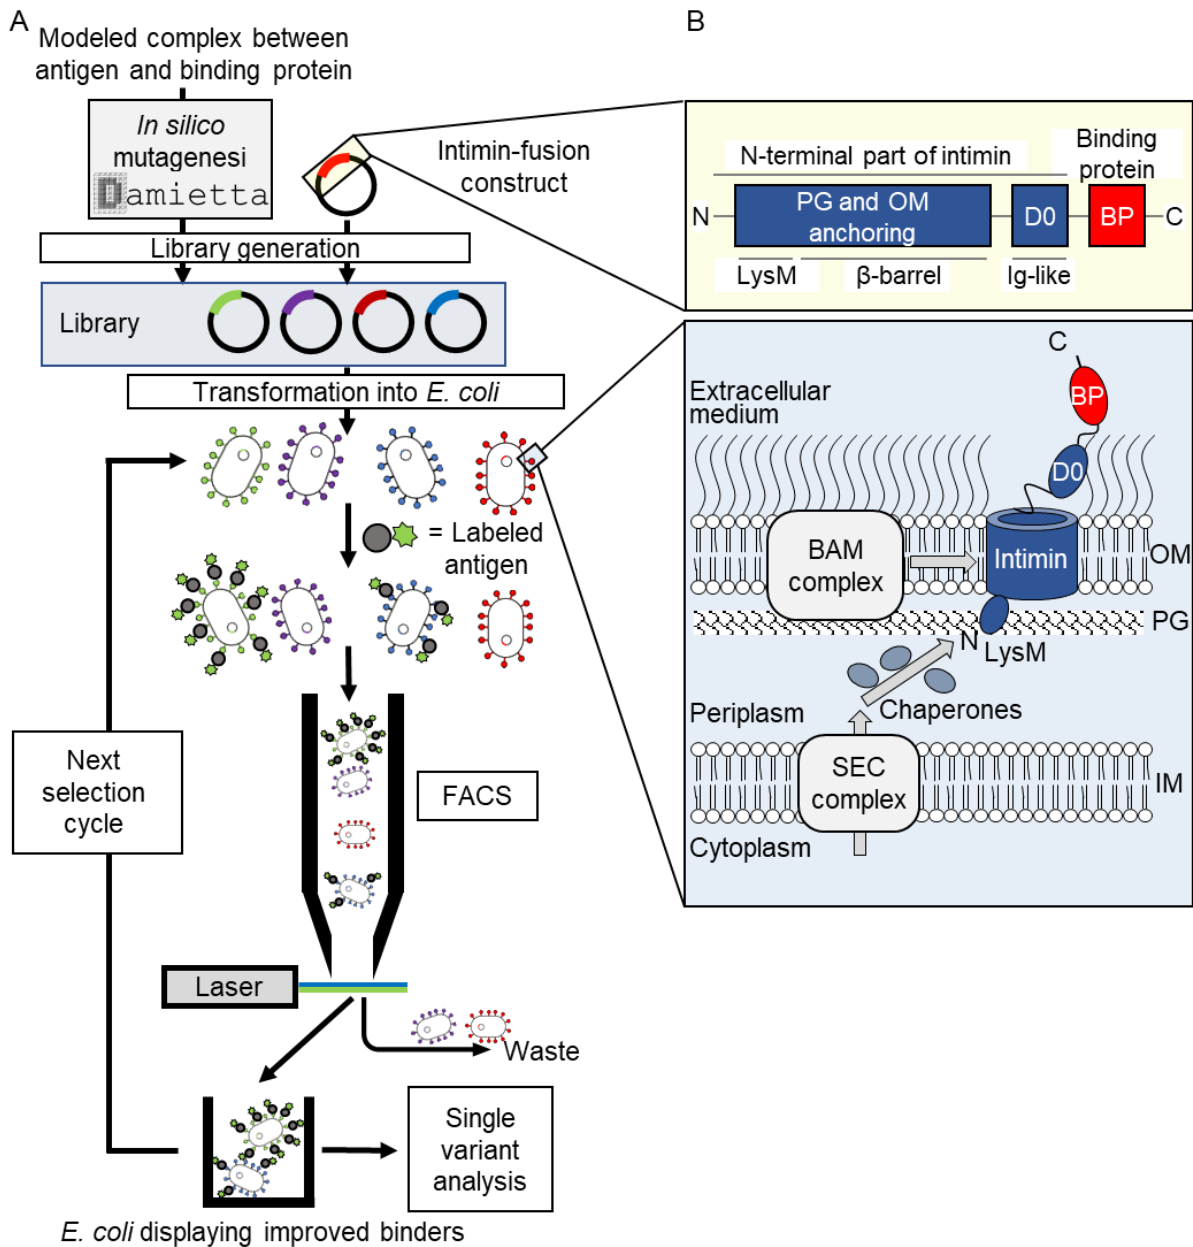 A
Modeled complex between
antigen and binding protein
In silico
mutagenesi
Damietta
Intimin-fusion
construct
Library generation
Library
Transformation into E. coli
= Labeled
antigen
Next
selection
cycle
FACS
Laser
Waste
Single
variant
analysis
E. coli displaying improved binders
B
N-terminal part of intimin
Binding
protein
N
PG and OM
anchoring
D0
BP
C
LysM
β-barrel
Ig-like
C
BP
Extracellular
medium
D0
BAM
complex
Intimin
OM
PG
N
LysM
Periplasm
Chaperones
SEC
complex
IM
Cytoplasm